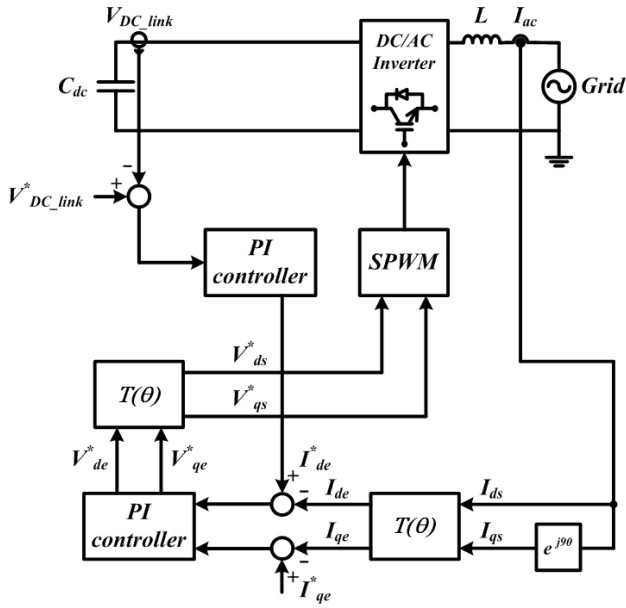 V_DC_link
L
I_ac
DC/AC
Inverter
C_dc
Grid
−
+
V*_DC_link
PI
controller
SPWM
V*_ds
T(θ)
V*_qs
V*_de
V*_qe
I*_de
+
−
I_de
I_ds
PI
controller
T(θ)
I_qe
I_qs
e^j90
−
+
I*_qe